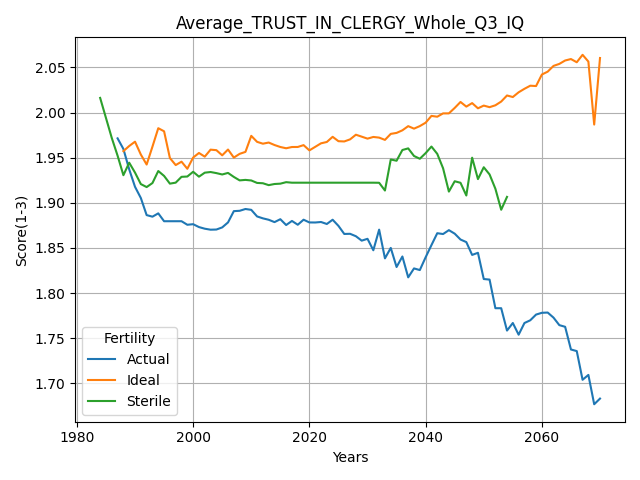 Average_TRUST_IN_CLERGY_Whole_Q3_IQ
Score(1-3)
2.05
2.00
1.95
1.90
1.85
1.80
1.75
1.70
Fertility
Actual
Ideal
Sterile
1980
2000
2020
2040
2060
Years